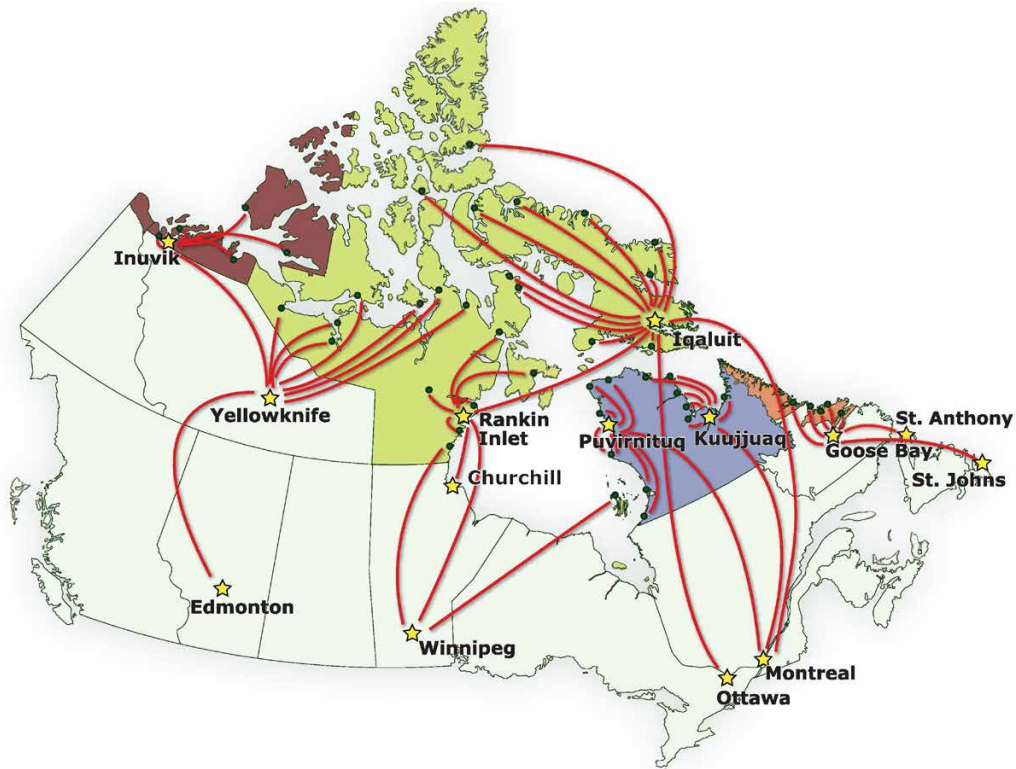 Inuvik
Iqaluit
Yellowknife
Rankin
Inlet
Puvirnituq
Kuujjuaq
St. Anthony
Goose Bay
St. Johns
Churchill
Edmonton
Winnipeg
Montreal
Ottawa